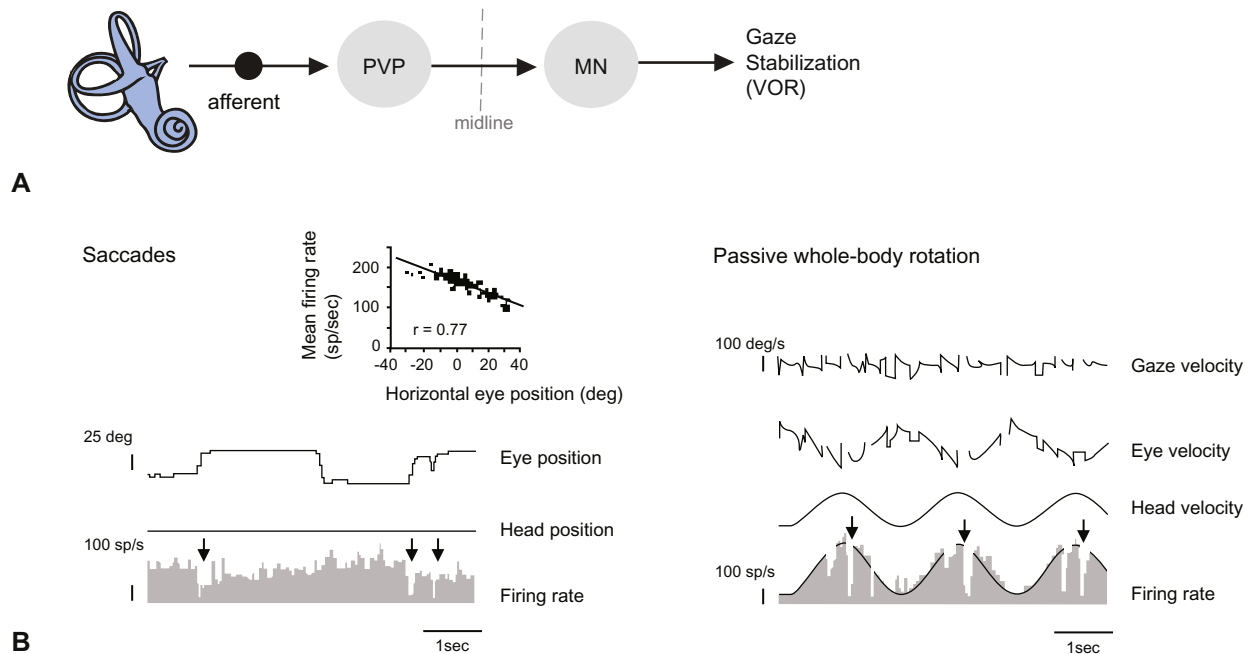 afferent
PVP
midline
MN
Gaze
Stabilization
(VOR)
A
Saccades
Mean firing rate
(sp/sec)
200
100
0
r = 0.77
-40 -20 0 20 40
Horizontal eye position (deg)
25 deg
Eye position
Head position
100 sp/s
Firing rate
1sec
Passive whole-body rotation
100 deg/s
Gaze velocity
Eye velocity
Head velocity
100 sp/s
Firing rate
1sec
B